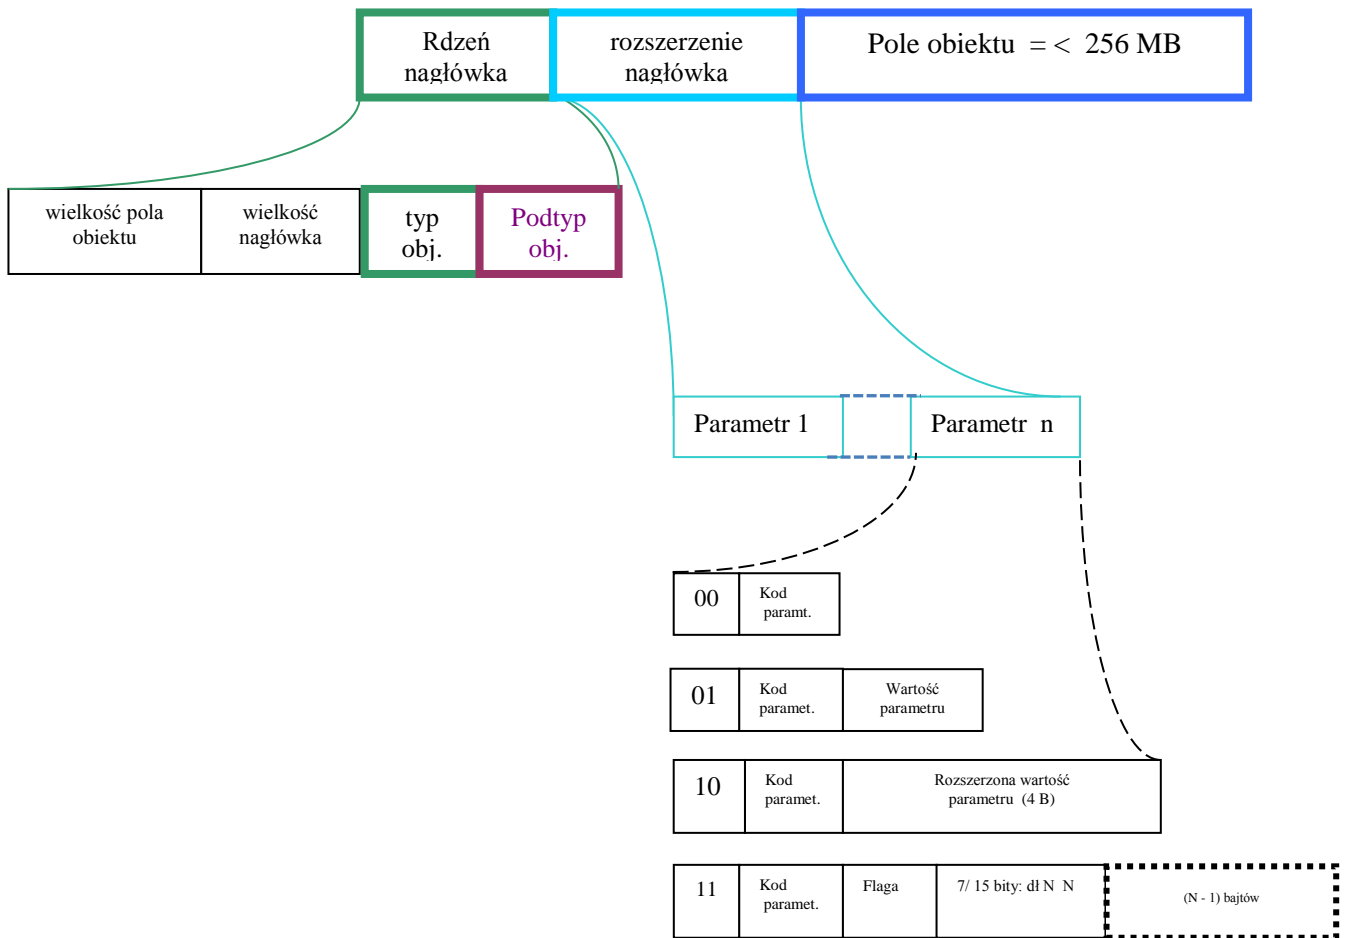 Rdzeń
nagłówka
rozszerzenie
nagłówka
Pole obiektu = < 256 MB
wielkość pola
obiektu
wielkość
nagłówka
typ
obj.
Podtyp
obj.
Parametr 1
Parametr n
00
Kod
paramt.
01
Kod
paramet.
Wartość
parametru
10
Kod
paramet.
Rozszerzona wartość
parametru (4 B)
11
Kod
paramet.
Flaga
7/ 15 bity: dł N N
(N - 1) bajtów